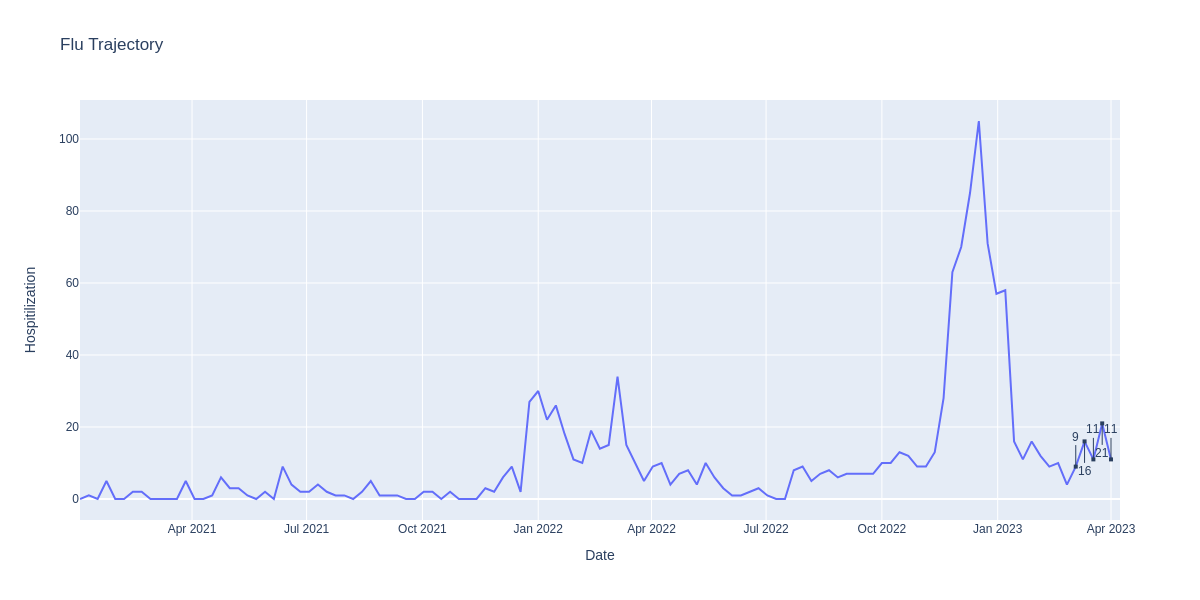 Flu Trajectory
Hospitilization
100
80
60
40
20
0
9
16
11
21
11
Apr 2021
Jul 2021
Oct 2021
Jan 2022
Apr 2022
Jul 2022
Oct 2022
Jan 2023
Apr 2023
Date